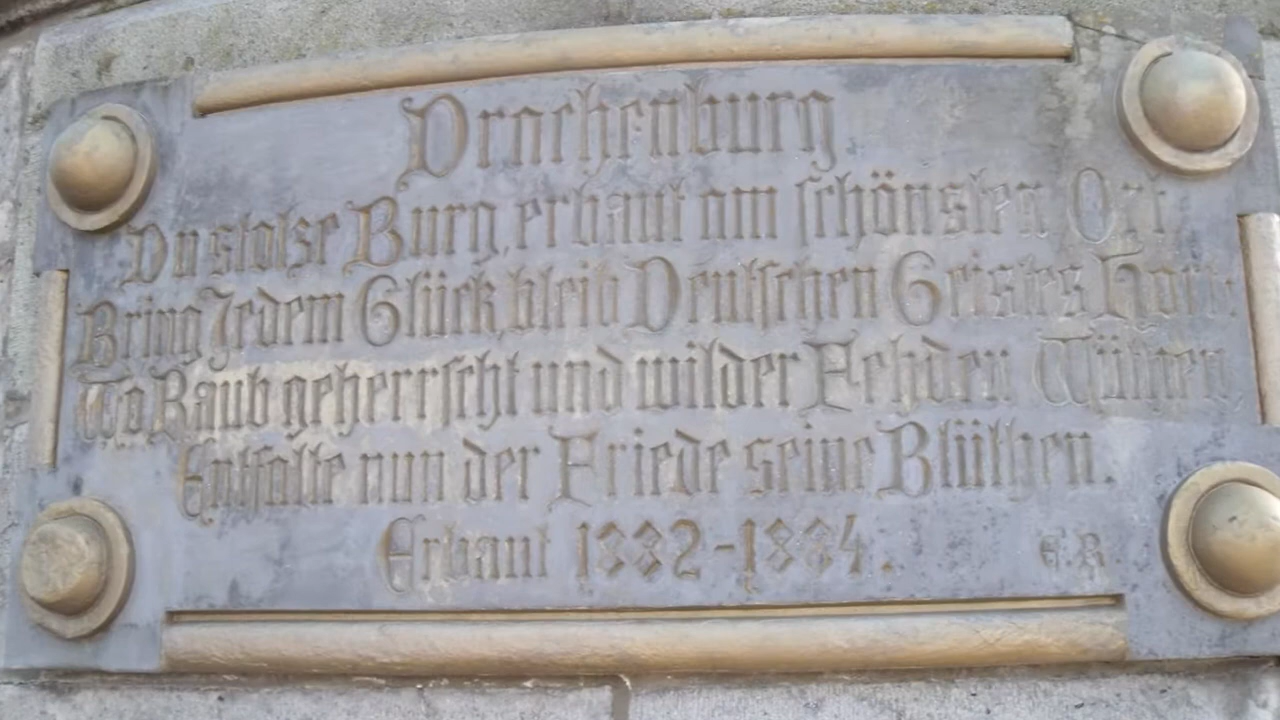 Drachenburg
Du stolze Burg, erbaut am schönsten Ort
Bring Jedem Glück, bleib Deutschen Geistes Hort,
Wo Raub geherrscht und wilder Fehden Wüthen,
Entfalte nun der Friede seine Blüthen.
Erbaut 1882-1884. E.R